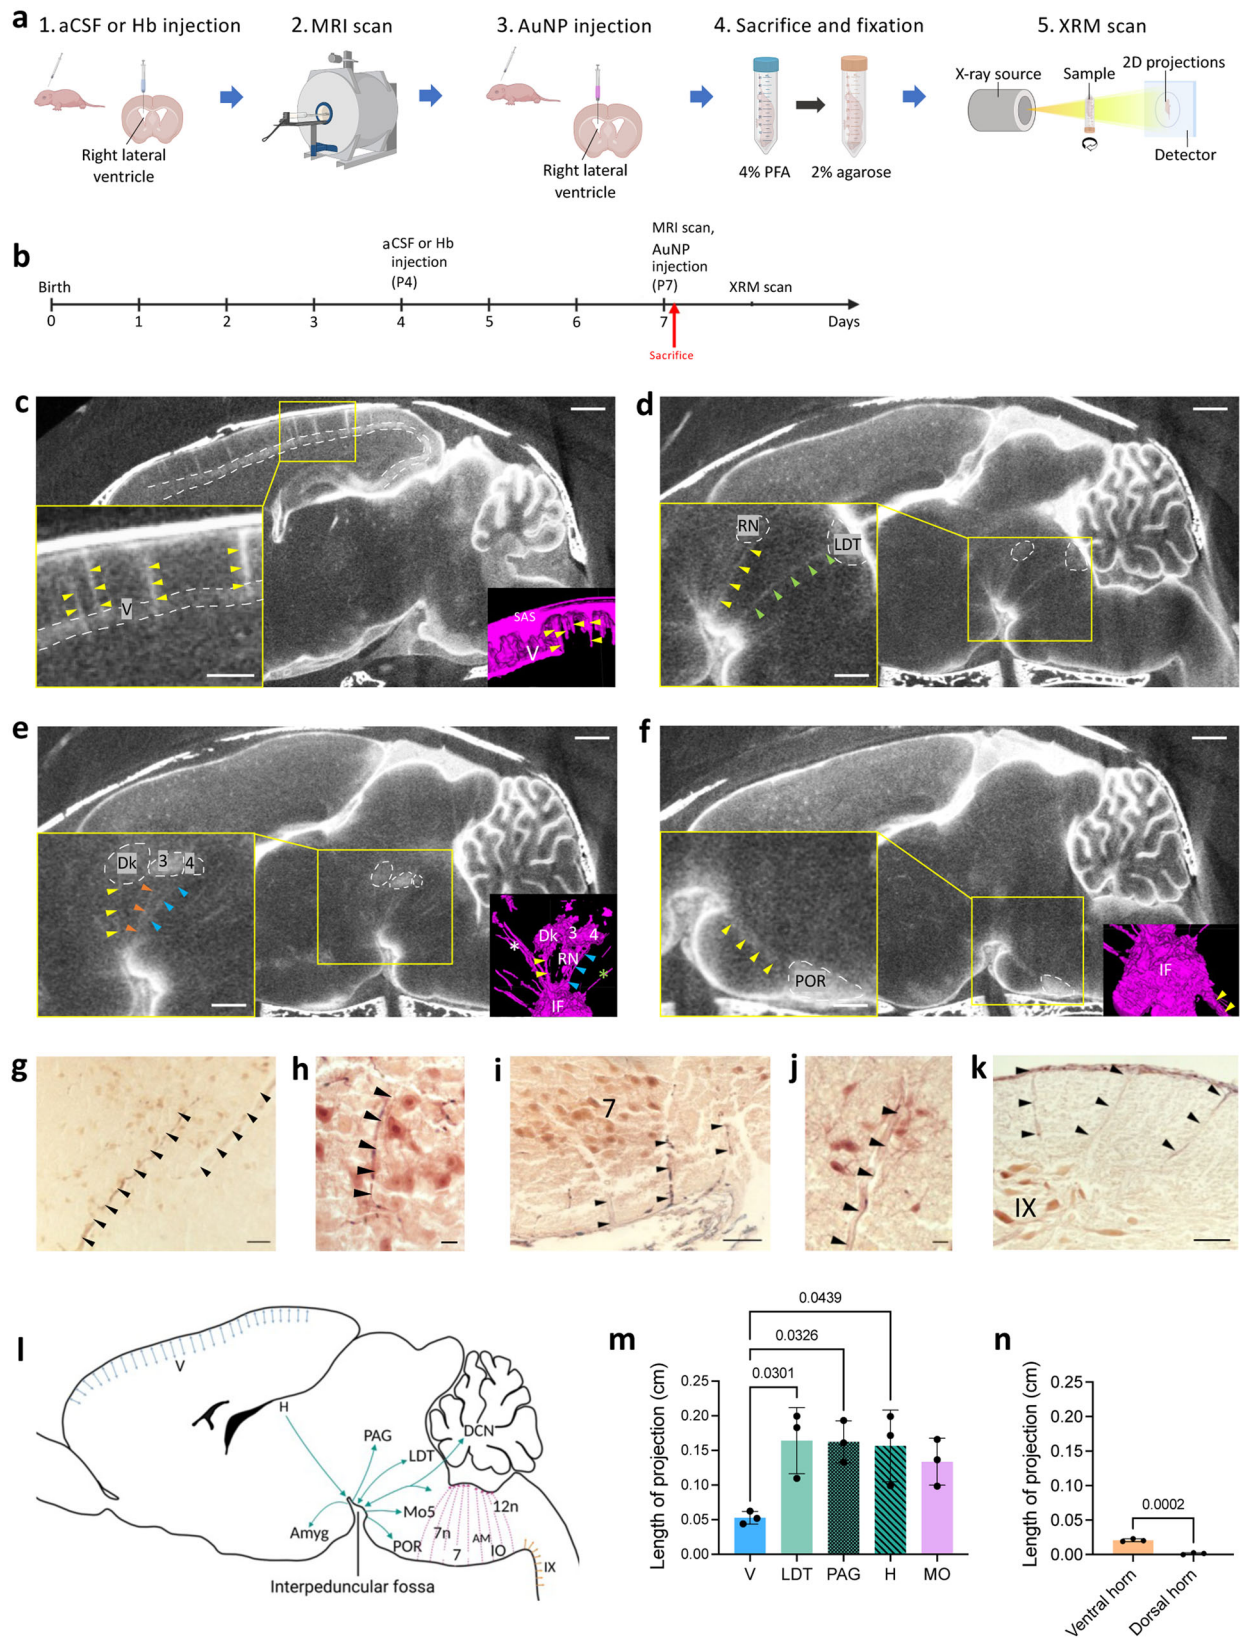 a
1. aCSF or Hb injection
2. MRI scan
3. AuNP injection
4. Sacrifice and fixation
5. XRM scan
Right lateral
ventricle
Right lateral
ventricle
4% PFA
2% agarose
X-ray source
Sample
2D projections
Detector
b
Birth
aCSF or Hb
injection
(P4)
MRI scan,
AuNP
injection
(P7)
XRM scan
0
1
2
3
4
5
6
7
Days
Sacrifice
c
V
SAS
V
d
RN
LDT
e
Dk
3
4
*
Dk
3
4
RN
*
IF
f
POR
IF
g
h
i
7
j
k
IX
l
V
H
PAG
LDT
DCN
Mo5
Amyg
POR
7n
7
AM
IO
12n
IX
Interpeduncular fossa
m
0.0439
0.0326
0.0301
Length of projection (cm)
0.25
0.20
0.15
0.10
0.05
0.00
V
LDT
PAG
H
MO
n
Length of projection (cm)
0.25
0.20
0.15
0.10
0.05
0.00
0.0002
Ventral horn
Dorsal horn